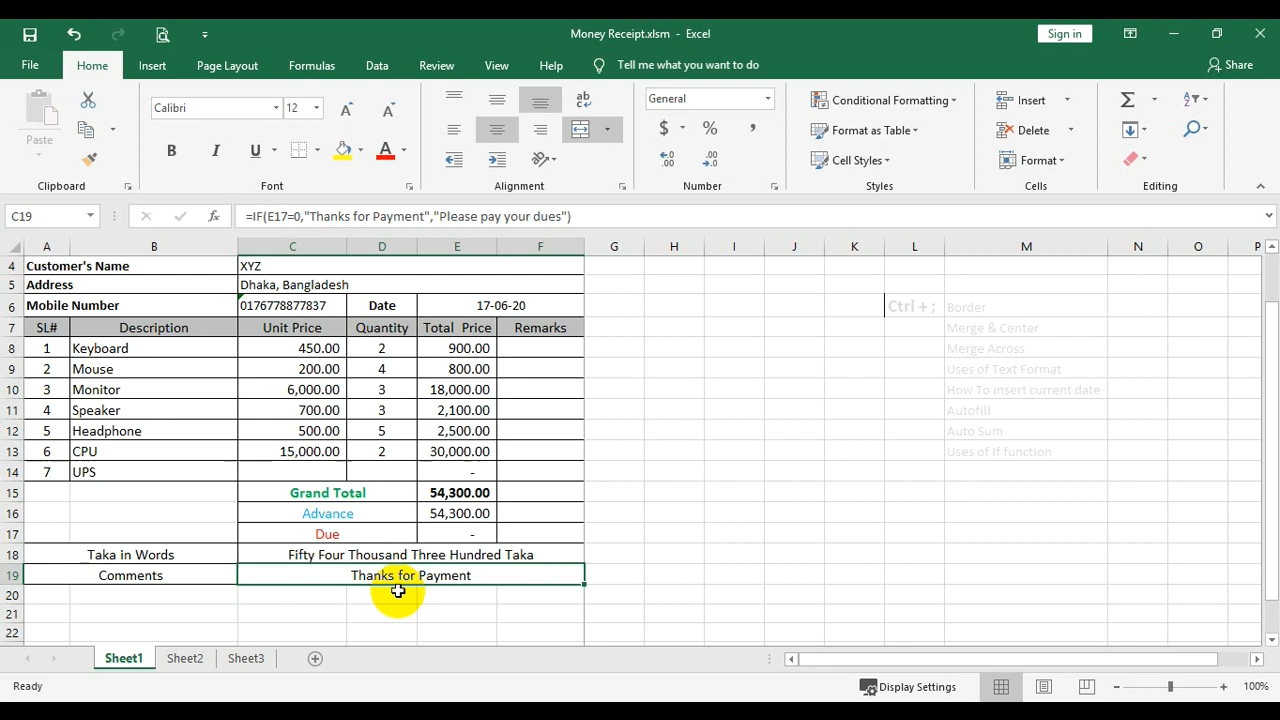 Money Receipt.xlsm - Excel
Sign in
File Home Insert Page Layout Formulas Data Review View Help Tell me what you want to do Share
Paste
Calibri 12
B I U A
ab
General
$ % ,
Conditional Formatting
Format as Table
Cell Styles
Insert
Delete
Format
Clipboard Font Alignment Number Styles Cells Editing
C19 fx =IF(E17=0,"Thanks for Payment","Please pay your dues")
A B C D E F G H I J K L M N O P
4 Customer's Name XYZ
5 Address Dhaka, Bangladesh
6 Mobile Number 0176778877837 Date 17-06-20 Ctrl + ; Border
7 SL# Description Unit Price Quantity Total Price Remarks Merge & Center
8 1 Keyboard 450.00 2 900.00 Merge Across
9 2 Mouse 200.00 4 800.00 Uses of Text Format
10 3 Monitor 6,000.00 3 18,000.00 How To insert current date
11 4 Speaker 700.00 3 2,100.00 Autofill
12 5 Headphone 500.00 5 2,500.00 Auto Sum
13 6 CPU 15,000.00 2 30,000.00 Uses of If function
14 7 UPS -
15 Grand Total 54,300.00
16 Advance 54,300.00
17 Due -
18 Taka in Words Fifty Four Thousand Three Hundred Taka
19 Comments Thanks for Payment
20
21
22
Sheet1 Sheet2 Sheet3
Ready Display Settings 100%